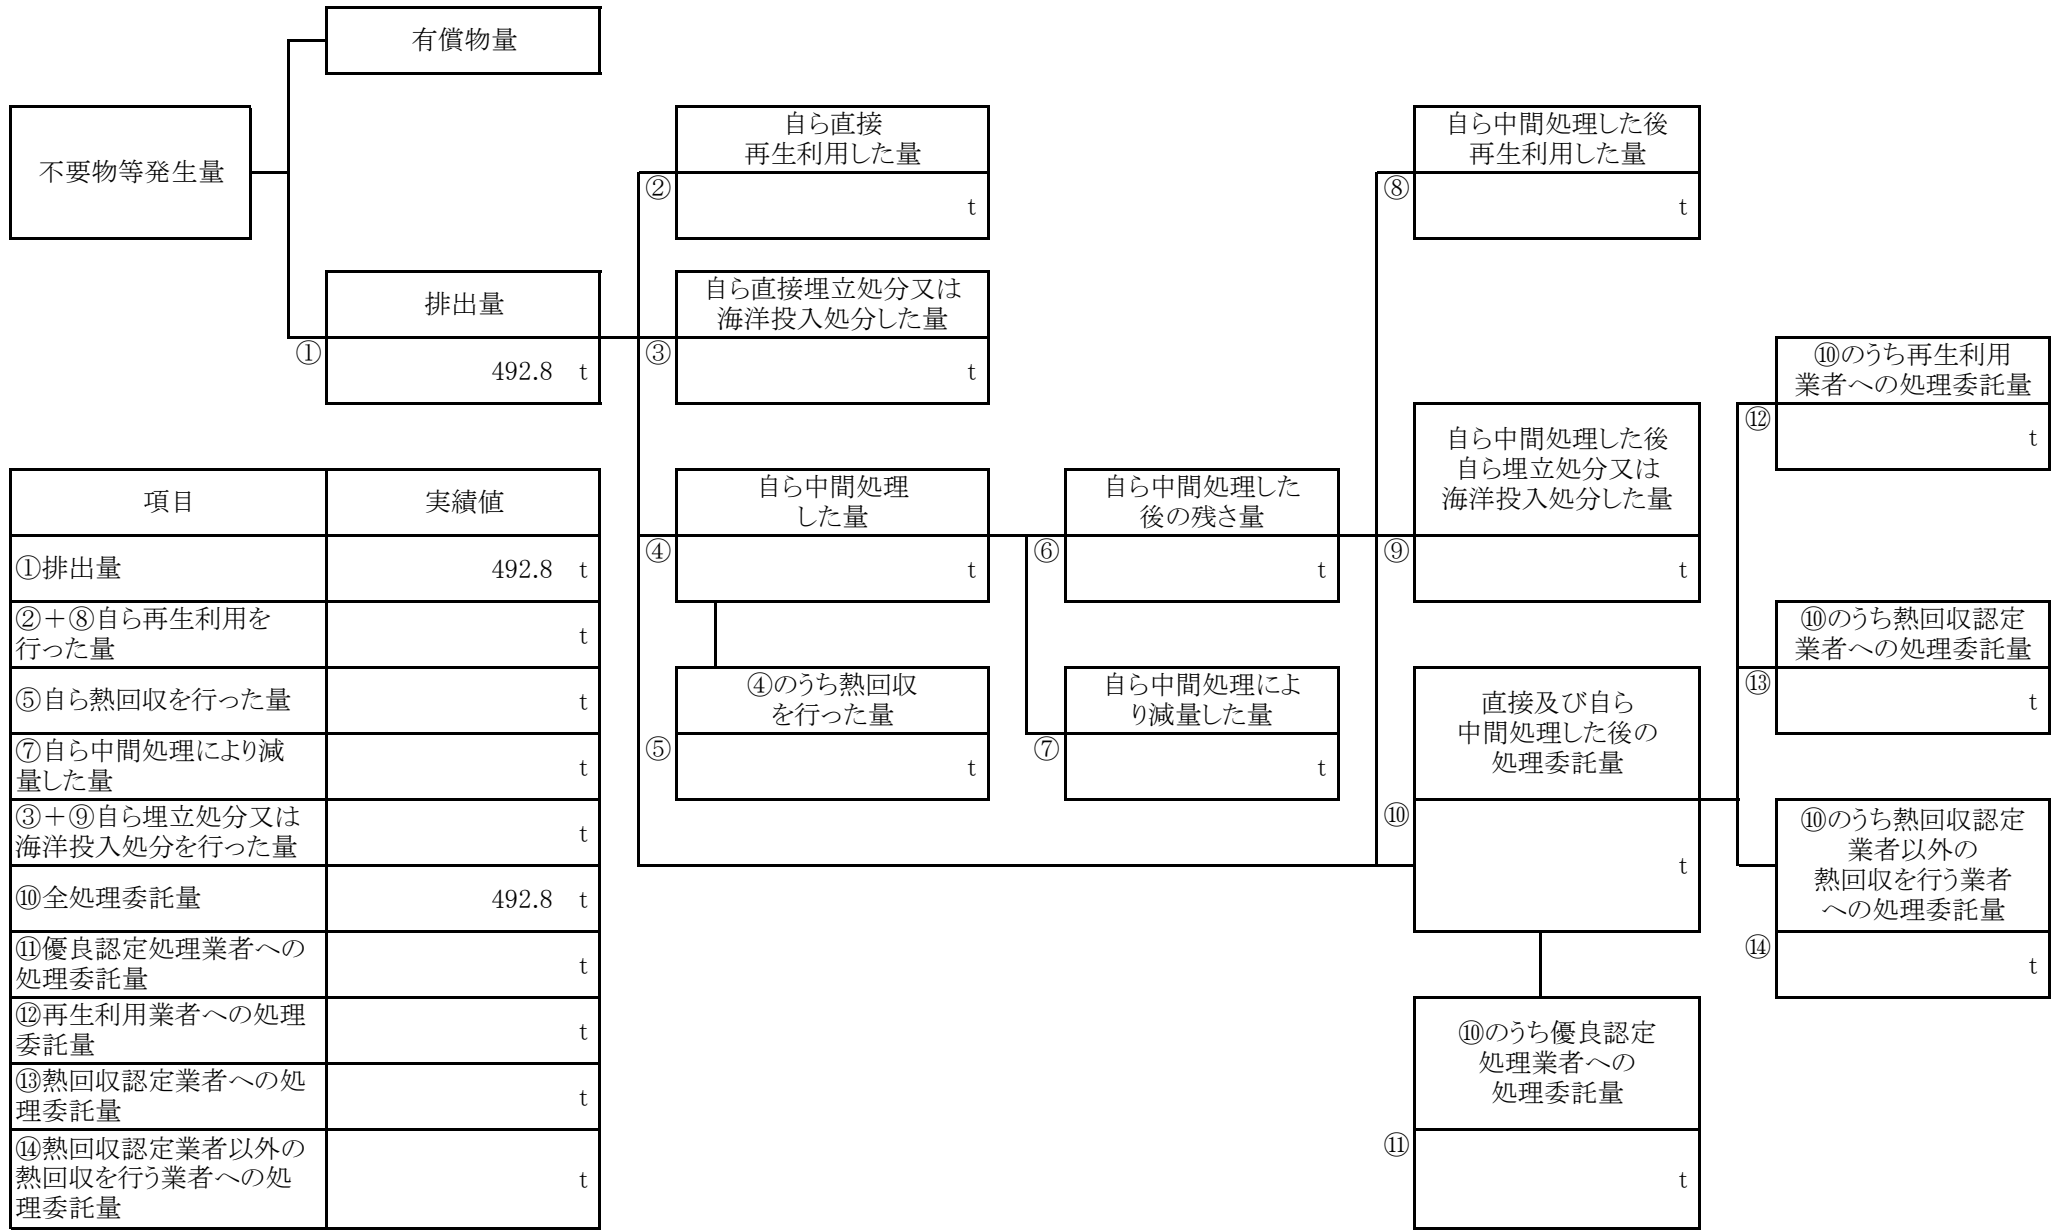 有償物量
不要物等発生量
排出量
①
492.8 t
自ら直接
再生利用した量
②
t
自ら直接埋立処分又は
海洋投入処分した量
③
t
自ら中間処理
した量
④
t
④のうち熱回収
を行った量
⑤
t
自ら中間処理した
後の残さ量
⑥
t
自ら中間処理によ
り減量した量
⑦
t
自ら中間処理した後
再生利用した量
⑧
t
自ら中間処理した後
自ら埋立処分又は
海洋投入処分した量
⑨
t
直接及び自ら
中間処理した後の
処理委託量
⑩
t
⑩のうち優良認定
処理業者への
処理委託量
⑪
t
⑩のうち再生利用
業者への処理委託量
⑫
t
⑩のうち熱回収認定
業者への処理委託量
⑬
t
⑩のうち熱回収認定
業者以外の
熱回収を行う業者
への処理委託量
⑭
t
項目 実績値
①排出量 492.8 t
②＋⑧自ら再生利用を
行った量
t
⑤自ら熱回収を行った量 t
⑦自ら中間処理により減
量した量
t
③＋⑨自ら埋立処分又は
海洋投入処分を行った量
t
⑩全処理委託量 492.8 t
⑪優良認定処理業者への
処理委託量
t
⑫再生利用業者への処理
委託量
t
⑬熱回収認定業者への処
理委託量
t
⑭熱回収認定業者以外の
熱回収を行う業者への処
理委託量
t